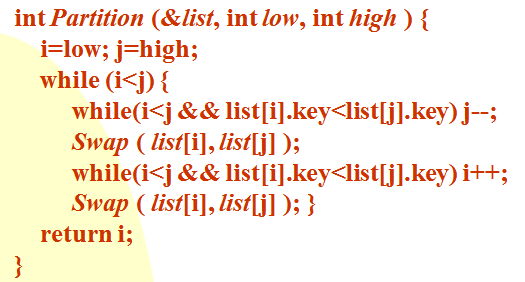 int Partition (&list, int low, int high ) {
i=low; j=high;
while (i<j) {
while(i<j && list[i].key<list[j].key) j--;
Swap ( list[i], list[j] );
while(i<j && list[i].key<list[j].key) i++;
Swap ( list[i], list[j] ); }
return i;
}